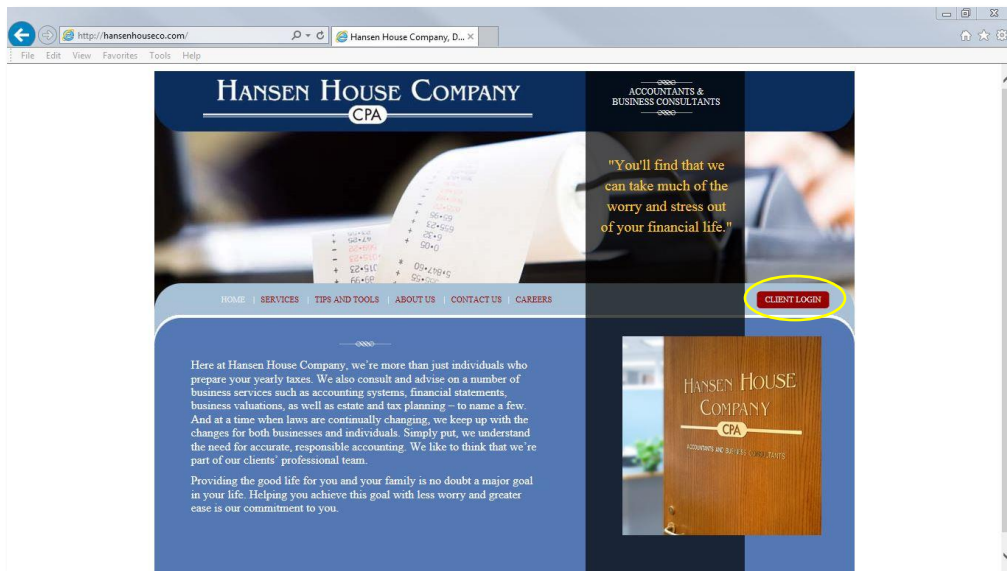 http://hansenhouseco.com/
Hansen House Company, D...
File Edit View Favorites Tools Help
HANSEN HOUSE COMPANY
CPA
ACCOUNTANTS &
BUSINESS CONSULTANTS
"You'll find that we
can take much of the
worry and stress out
of your financial life."
HOME | SERVICES | TIPS AND TOOLS | ABOUT US | CONTACT US | CAREERS
CLIENT LOGIN
Here at Hansen House Company, we're more than just individuals who
prepare your yearly taxes. We also consult and advise on a number of
business services such as accounting systems, financial statements,
business valuations, as well as estate and tax planning – to name a few.
And at a time when laws are continually changing, we keep up with the
changes for both businesses and individuals. Simply put, we understand
the need for accurate, responsible accounting. We like to think that we're
part of our clients' professional team.
Providing the good life for you and your family is no doubt a major goal
in your life. Helping you achieve this goal with less worry and greater
ease is our commitment to you.
HANSEN HOUSE
COMPANY
CPA
ACCOUNTANTS AND BUSINESS CONSULTANTS